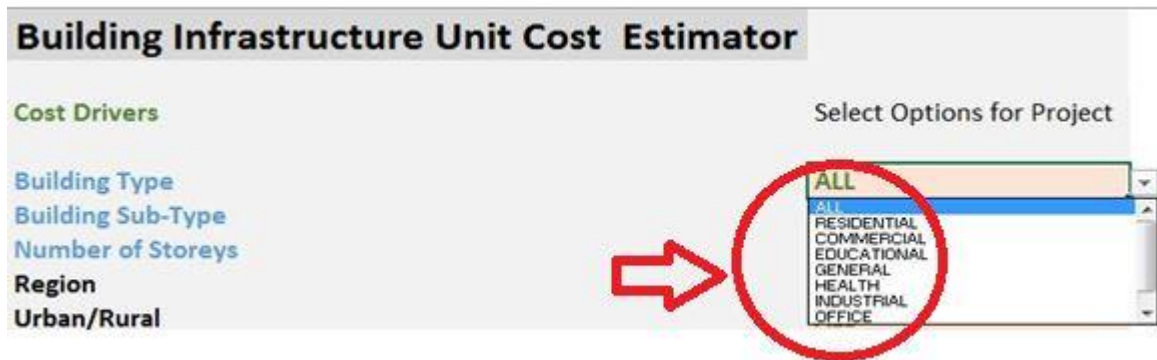 Building Infrastructure Unit Cost Estimator
Cost Drivers
Select Options for Project
Building Type
ALL
Building Sub-Type
Number of Storeys
Region
Urban/Rural
ALL
RESIDENTIAL
COMMERCIAL
EDUCATIONAL
GENERAL
HEALTH
INDUSTRIAL
OFFICE